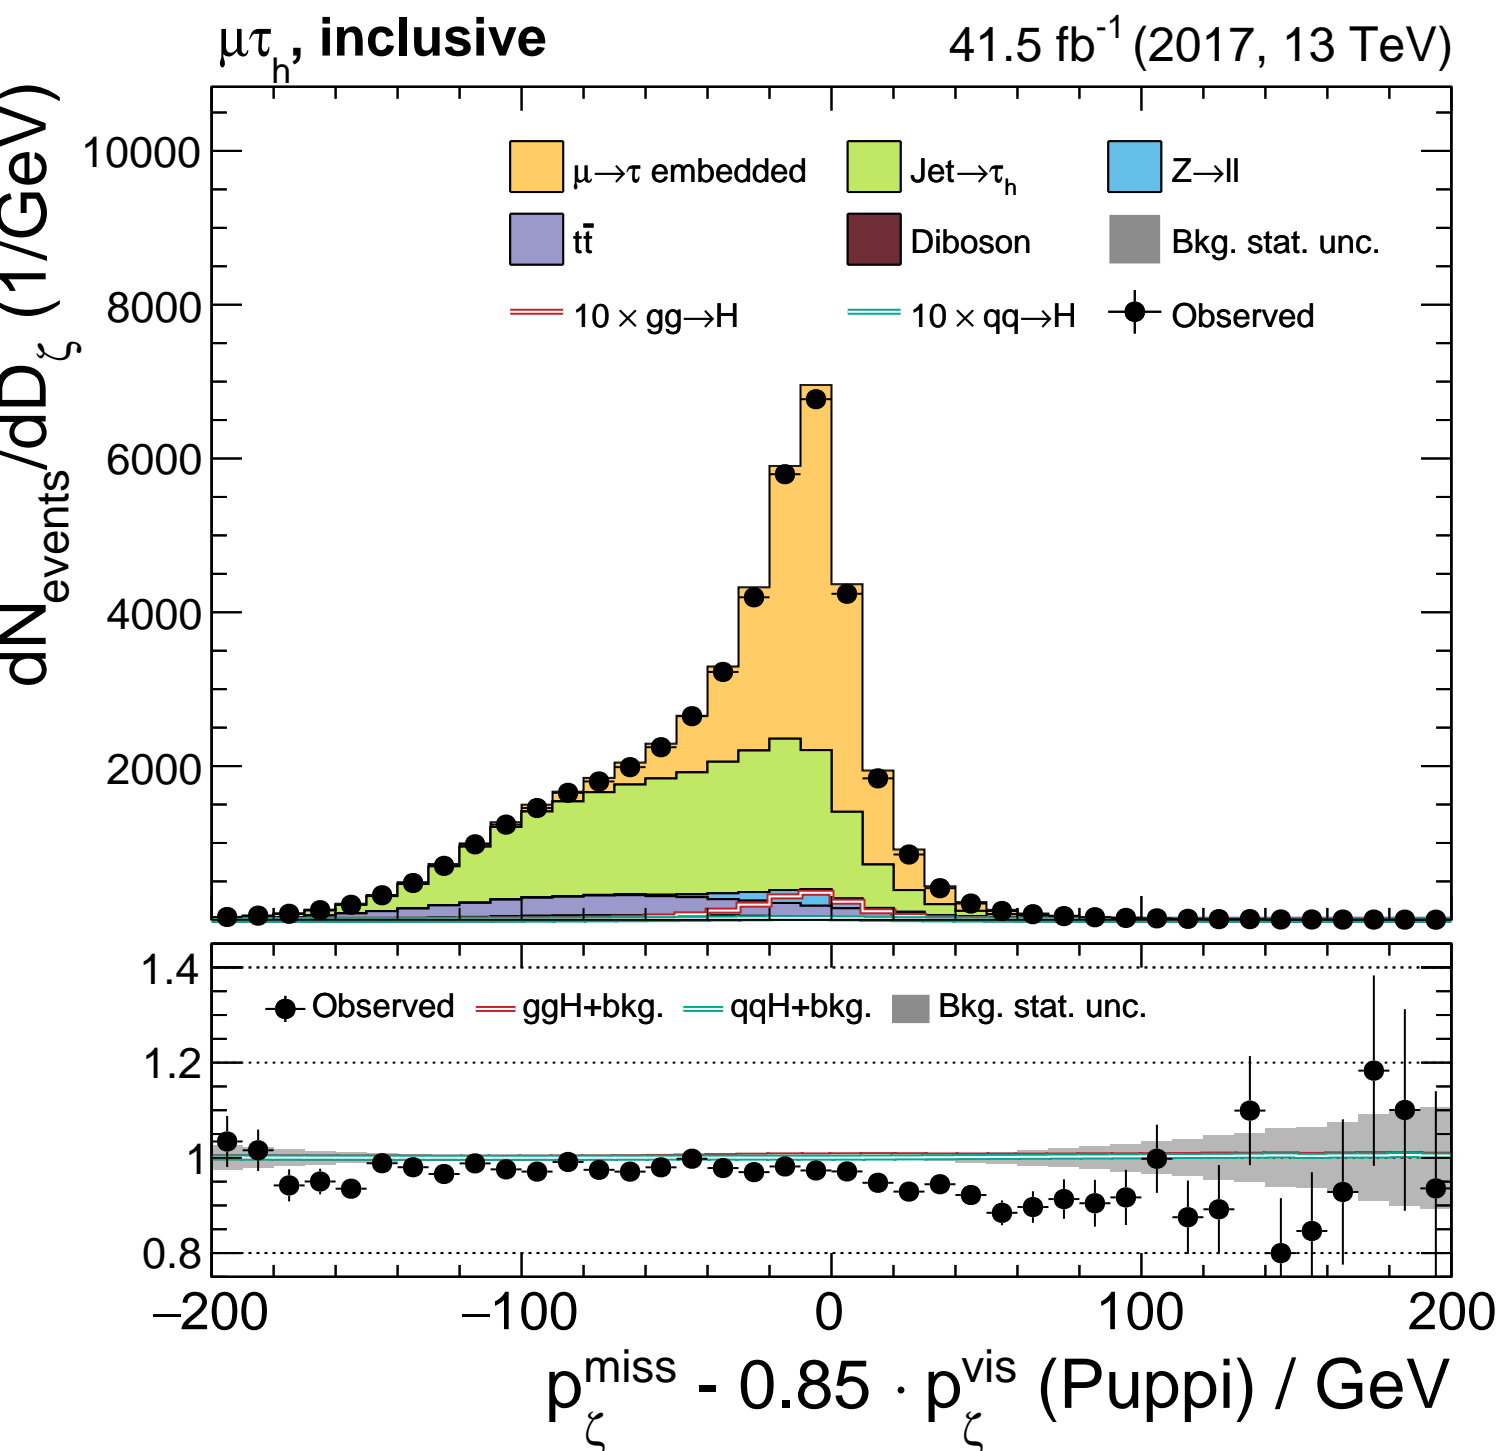 μτh, inclusive
41.5 fb-1 (2017, 13 TeV)
dNevents/dDζ (1/GeV)
10000
8000
6000
4000
2000
μ→τ embedded
Jet→τh
Z→ll
tt̄
Diboson
Bkg. stat. unc.
10 × gg→H
10 × qq→H
Observed
1.4
1.2
1
0.8
Observed
ggH+bkg.
qqH+bkg.
Bkg. stat. unc.
−200
−100
0
100
200
pζmiss - 0.85 · pζvis (Puppi) / GeV